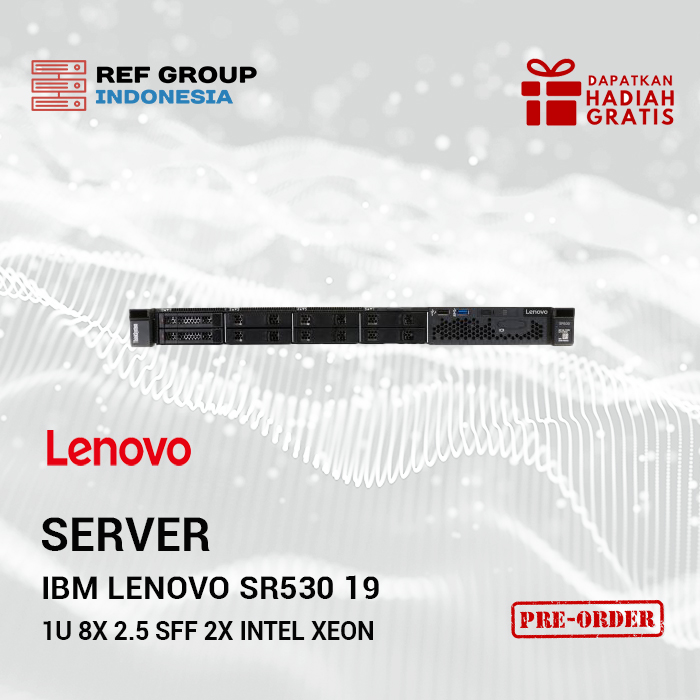 REF GROUP
INDONESIA
DAPATKAN
HADIAH
GRATIS
Lenovo
Lenovo
SERVER
IBM LENOVO SR530 19
1U 8X 2.5 SFF 2X INTEL XEON
PRE-ORDER